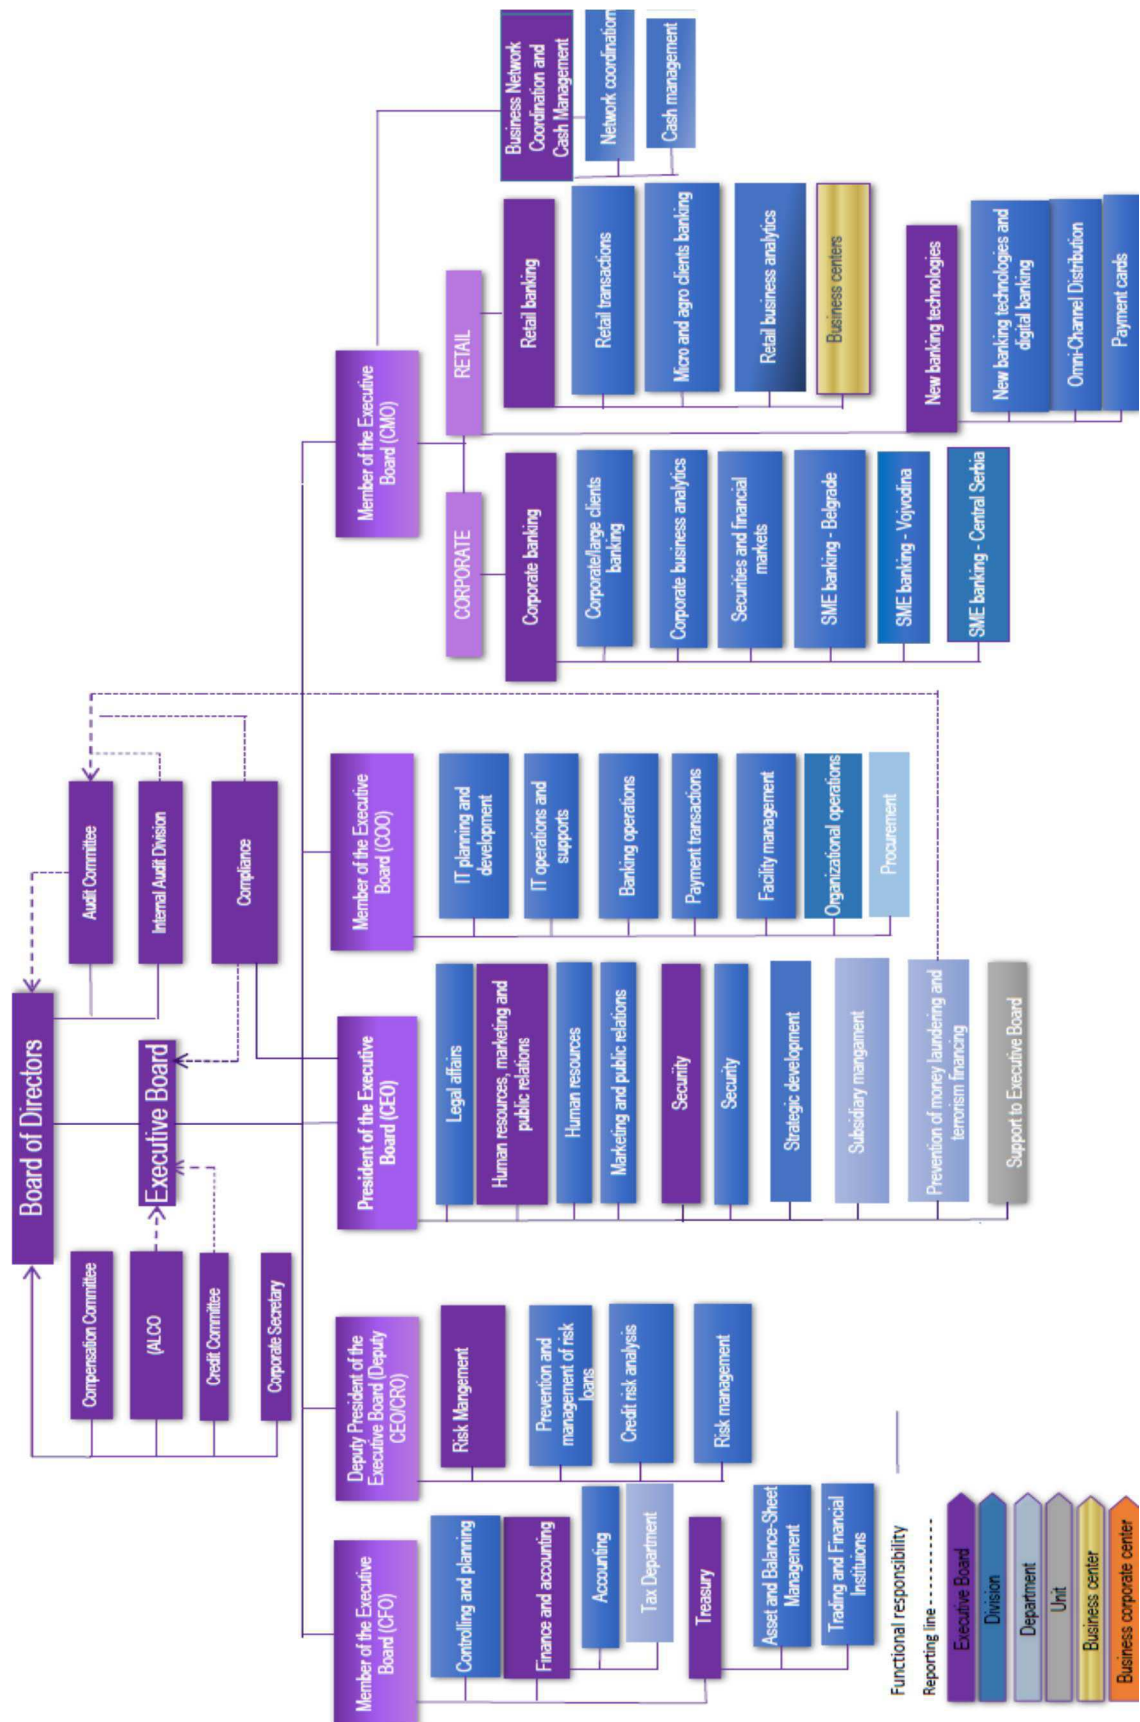 Board of Directors
Compensation Committee
(ALCO
Credit Committee
Corporate Secretary
Executive Board
Audit Committee
Internal Audit Division
Compliance
Member of the Executive
Board (CFO)
Controlling and planning
Finance and accounting
Accounting
Tax Department
Treasury
Asset and Balance-Sheet
Management
Trading and Financial
Instituions
Deputy President of the
Executive Board (Deputy
CEO/CRO)
Risk Mangement
Prevention and
management of risk
loans
Credit risk analysis
Risk management
President of the Executive
Board (CEO)
Legal affairs
Human resources, marketing and
public relations
Human resources
Marketing and public relations
Security
Security
Strategic development
Subsidiary mangament
Prevention of money laundering and
terrorism financing
Support to Executive Board
Member of the Executive
Board (COO)
IT planning and
development
IT operations and
supports
Banking operations
Payment transactions
Facility management
Organizational operations
Procurement
Member of the Executive
Board (CMO)
CORPORATE
Corporate banking
Corporate/large clients
banking
Corporate business analytics
Securities and financial
markets
SME banking - Belgrade
SME banking - Vojvodina
SME banking - Central Serbia
RETAIL
Retail banking
Retail transactions
Micro and agro clients banking
Retail business analytics
Business centers
New banking technologies
New banking technologies and
digital banking
Omni-Channel Distribution
Payment cards
Business Network
Coordination and
Cash Management
Network coordination
Cash management
Functional responsibility
Reporting line
Executive Board
Division
Department
Unit
Business center
Business corporate center